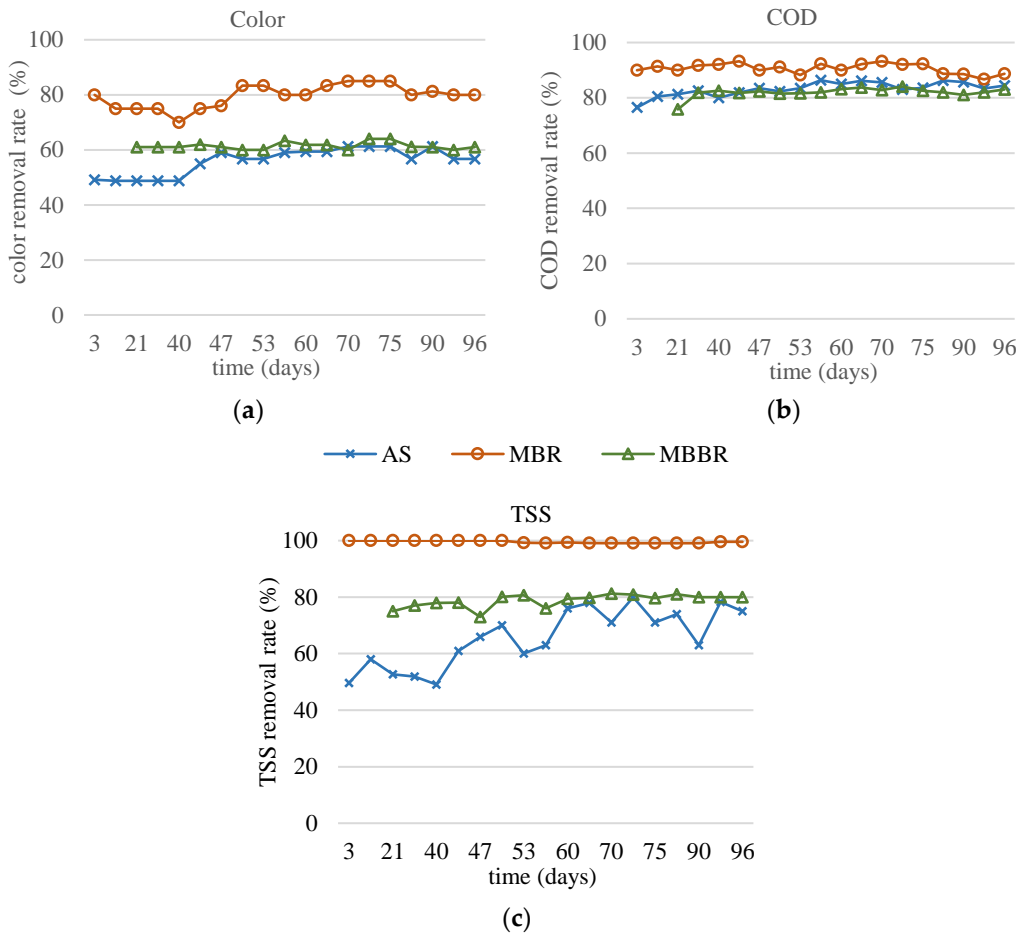 Color
color removal rate (%)
100
80
60
40
20
0
3 21 40 47 53 60 70 75 90 96
time (days)
(a)
COD
COD removal rate (%)
100
80
60
40
20
0
3 21 40 47 53 60 70 75 90 96
time (days)
(b)
AS MBR MBBR
TSS
TSS removal rate (%)
100
80
60
40
20
0
3 21 40 47 53 60 70 75 90 96
time (days)
(c)